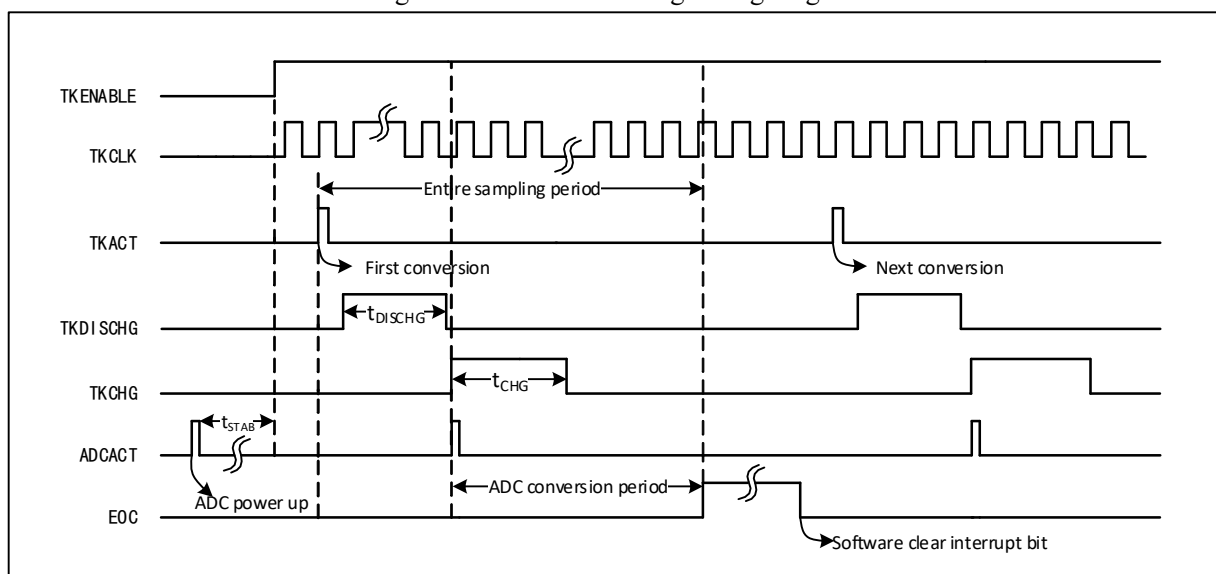 TKENABLE
TKCLK
Entire sampling period
TKACT
First conversion
Next conversion
tDISCHG
TKDISCHG
tCHG
TKCHG
tSTAB
ADCACT
ADC power up
ADC conversion period
EOC
Software clear interrupt bit